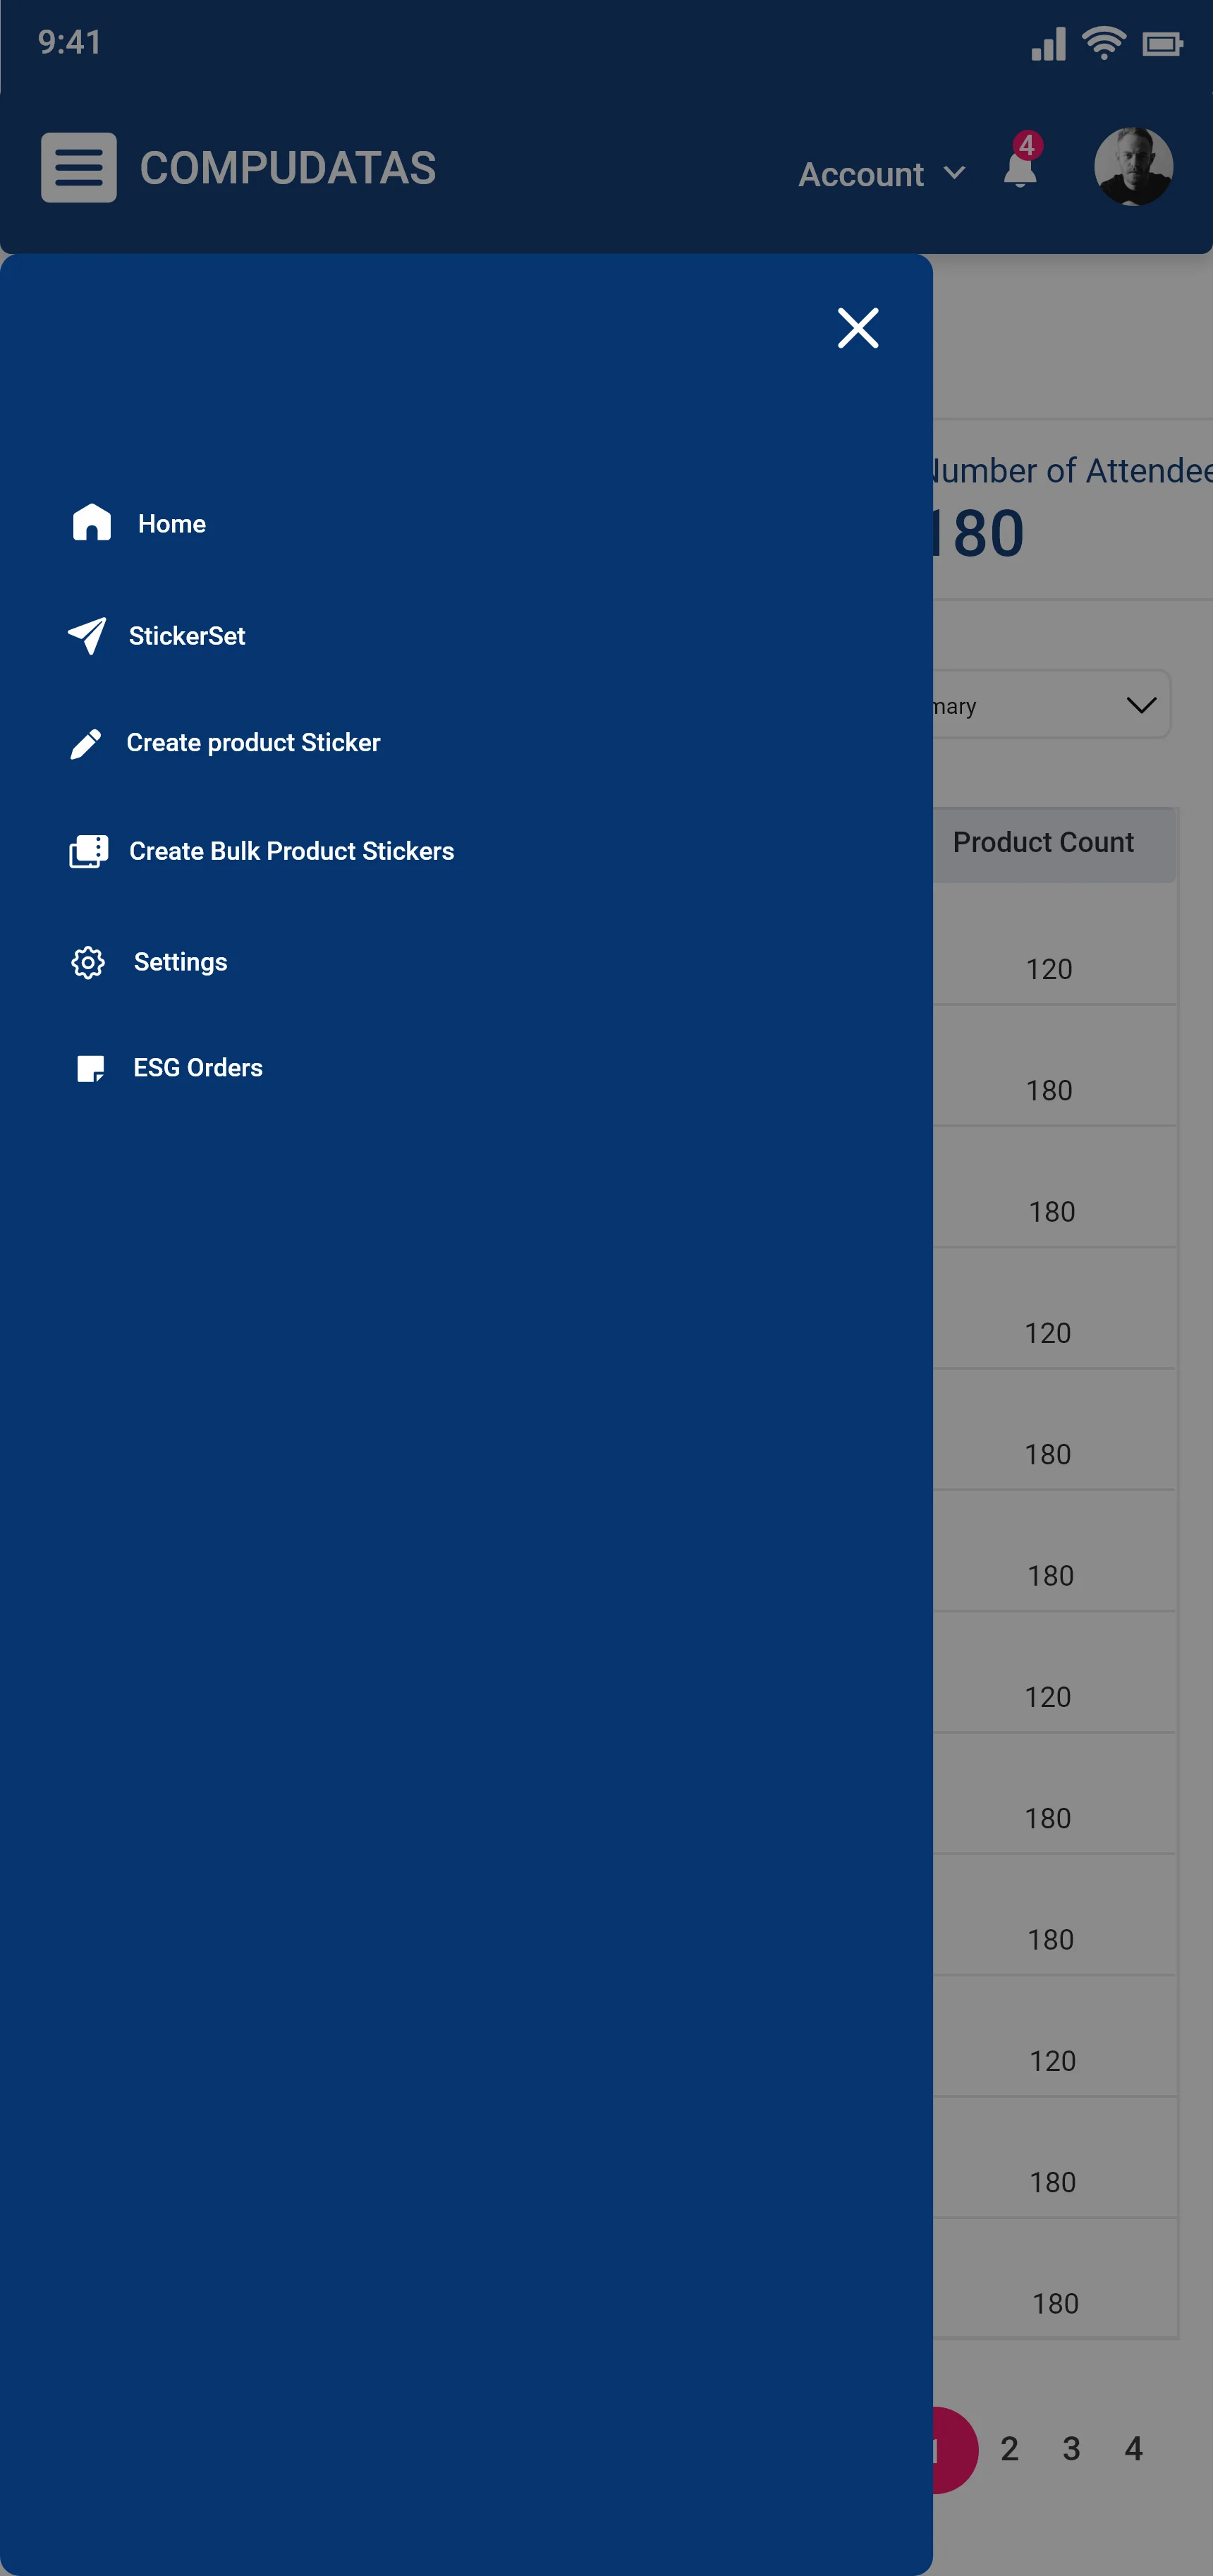 9:41
COMPUDATAS
Account
4
Number of Attendee
180
Home
StickerSet
mary
Create product Sticker
Product Count
Create Bulk Product Stickers
Settings
120
ESG Orders
180
180
120
180
180
120
180
180
120
180
180
1 2 3 4